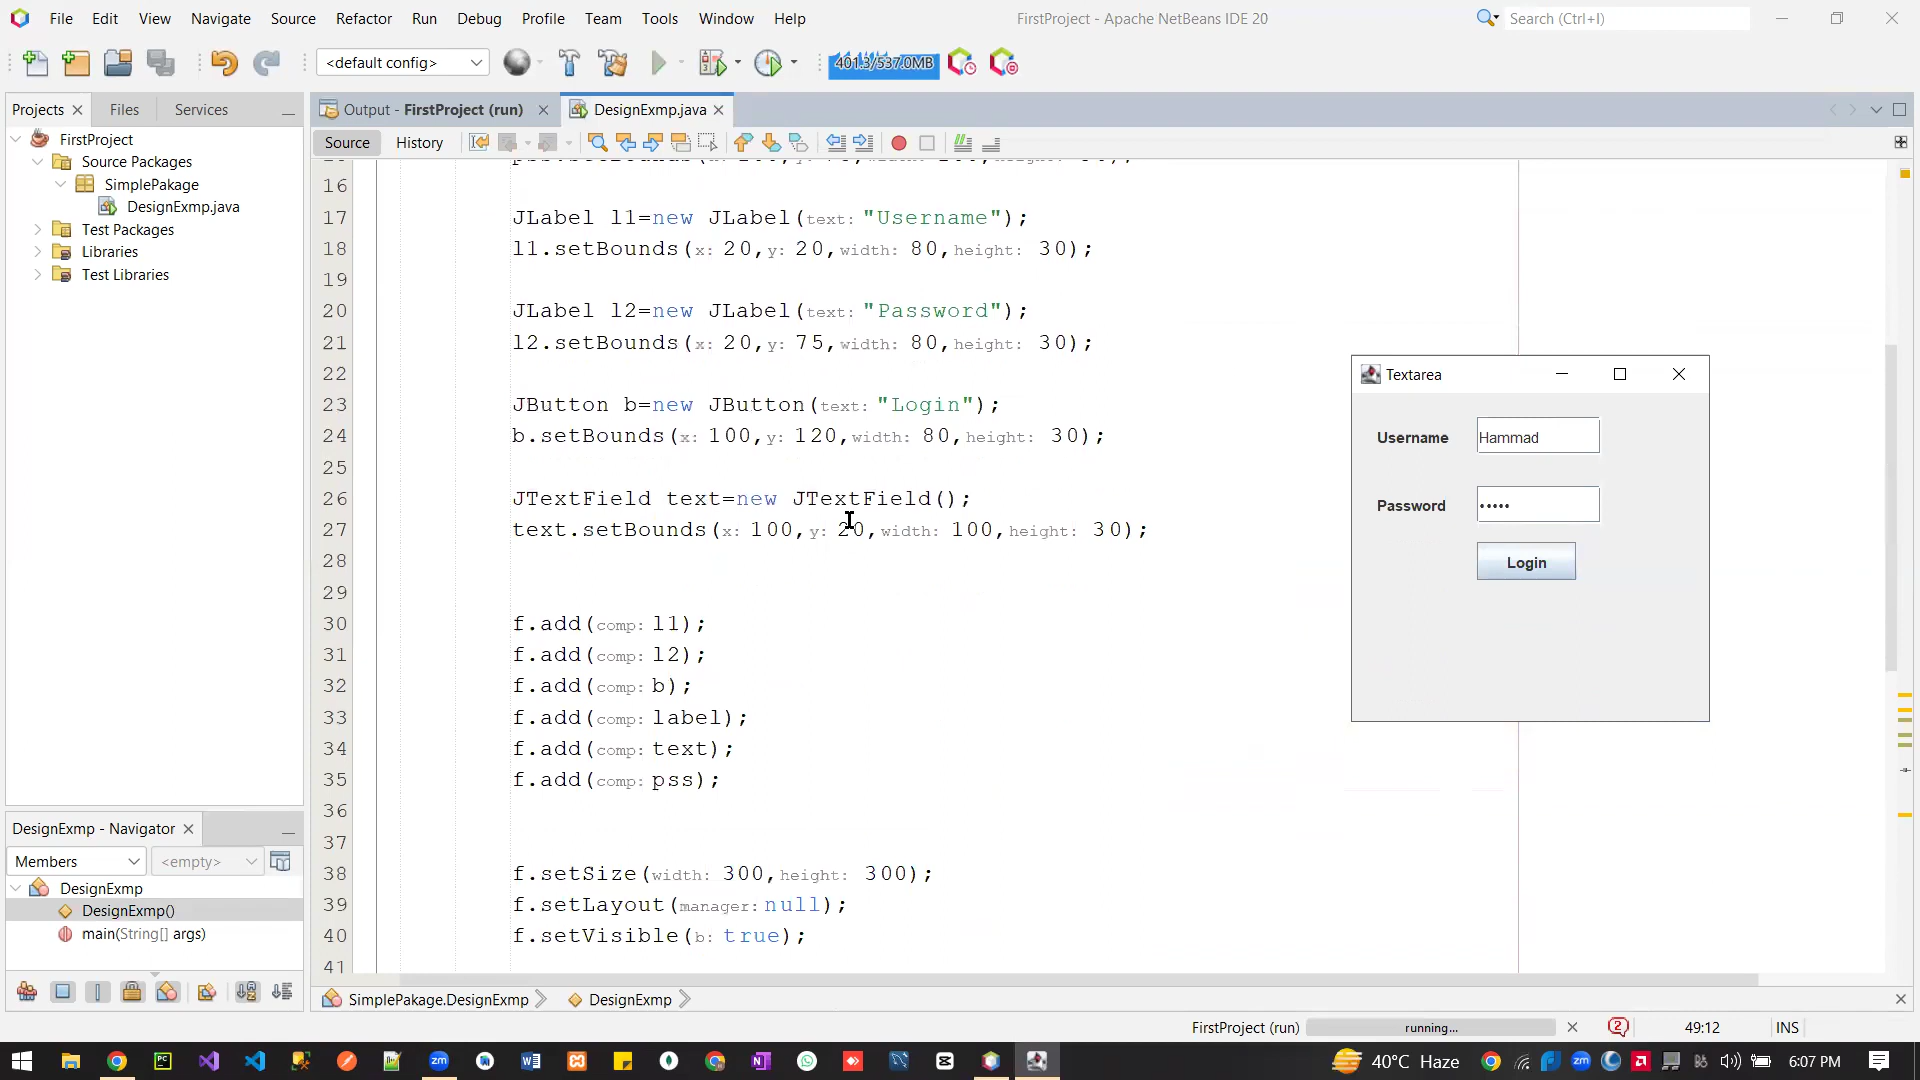 File Edit View Navigate Source Refactor Run Debug Profile Team Tools Window Help FirstProject - Apache NetBeans IDE 20 Search (Ctrl+I)
<default config> 401.3/537.0MB
Projects Files Services Output - FirstProject (run) DesignExmp.java
Source History
FirstProject
Source Packages
SimplePakage
DesignExmp.java
Test Packages
Libraries
Test Libraries
16
17 JLabel l1=new JLabel(text: "Username");
18 l1.setBounds(x: 20,y: 20,width: 80,height: 30);
19
20 JLabel l2=new JLabel(text: "Password");
21 l2.setBounds(x: 20,y: 75,width: 80,height: 30);
22
23 JButton b=new JButton(text: "Login");
24 b.setBounds(x: 100,y: 120,width: 80,height: 30);
25
26 JTextField text=new JTextField();
27 text.setBounds(x: 100,y: 20,width: 100,height: 30);
28
29
30 f.add(comp: l1);
31 f.add(comp: l2);
32 f.add(comp: b);
33 f.add(comp: label);
34 f.add(comp: text);
35 f.add(comp: pss);
36
37
38 f.setSize(width: 300,height: 300);
39 f.setLayout(manager: null);
40 f.setVisible(b: true);
41
Textarea
Username Hammad
Password •••••
Login
DesignExmp - Navigator
Members <empty>
DesignExmp
DesignExmp()
main(String[] args)
SimplePakage.DesignExmp DesignExmp
FirstProject (run) running... 2 49:12 INS
40°C Haze 6:07 PM